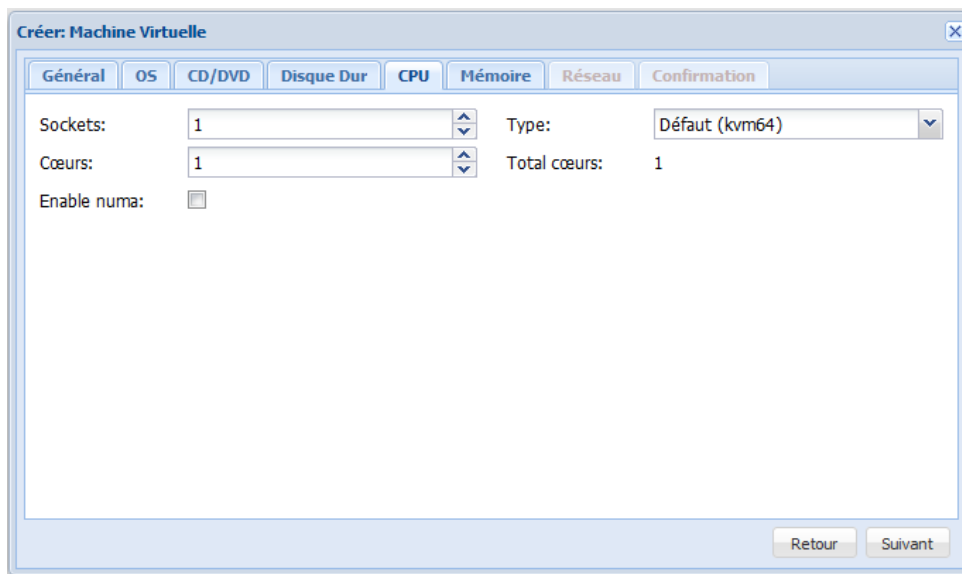 Créer: Machine Virtuelle
Général OS CD/DVD Disque Dur CPU Mémoire Réseau Confirmation
Sockets: 1 Type: Défaut (kvm64)
Cœurs: 1 Total cœurs: 1
Enable numa:
Retour Suivant